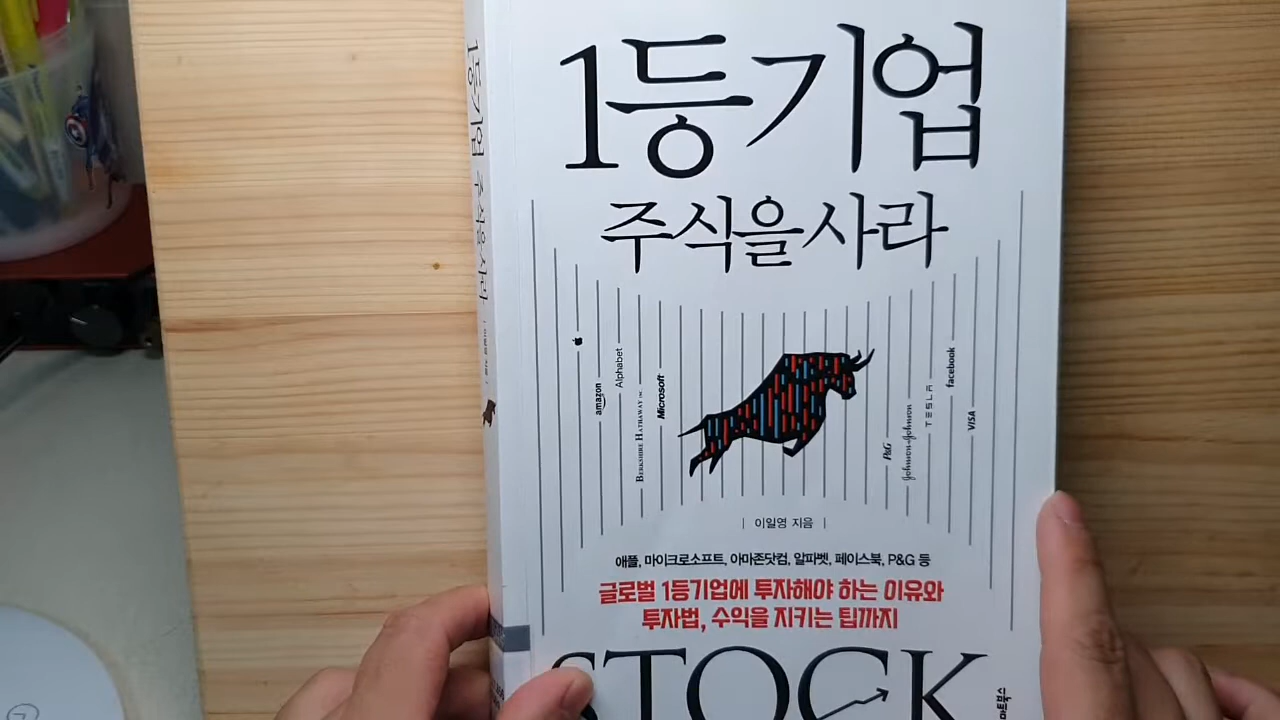 1등기업
주식을사라
1등기업 주식을사라
amazon
Alphabet
BERKSHIRE HATHAWAY INC.
Microsoft
P&G
Johnson&Johnson
TESLA
facebook
VISA
| 이일영 지음 |
애플, 마이크로소프트, 아마존닷컴, 알파벳, 페이스북, P&G 등
글로벌 1등기업에 투자해야 하는 이유와
투자법, 수익을 지키는 팁까지
STOCK